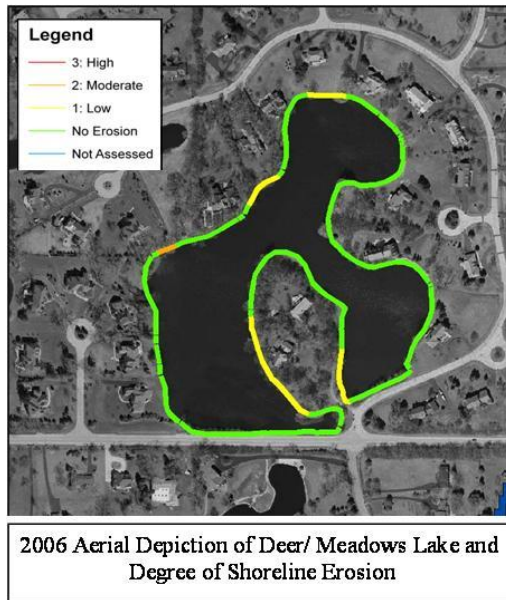 Legend
3: High
2: Moderate
1: Low
No Erosion
Not Assessed
2006 Aerial Depiction of Deer/ Meadows Lake and
Degree of Shoreline Erosion